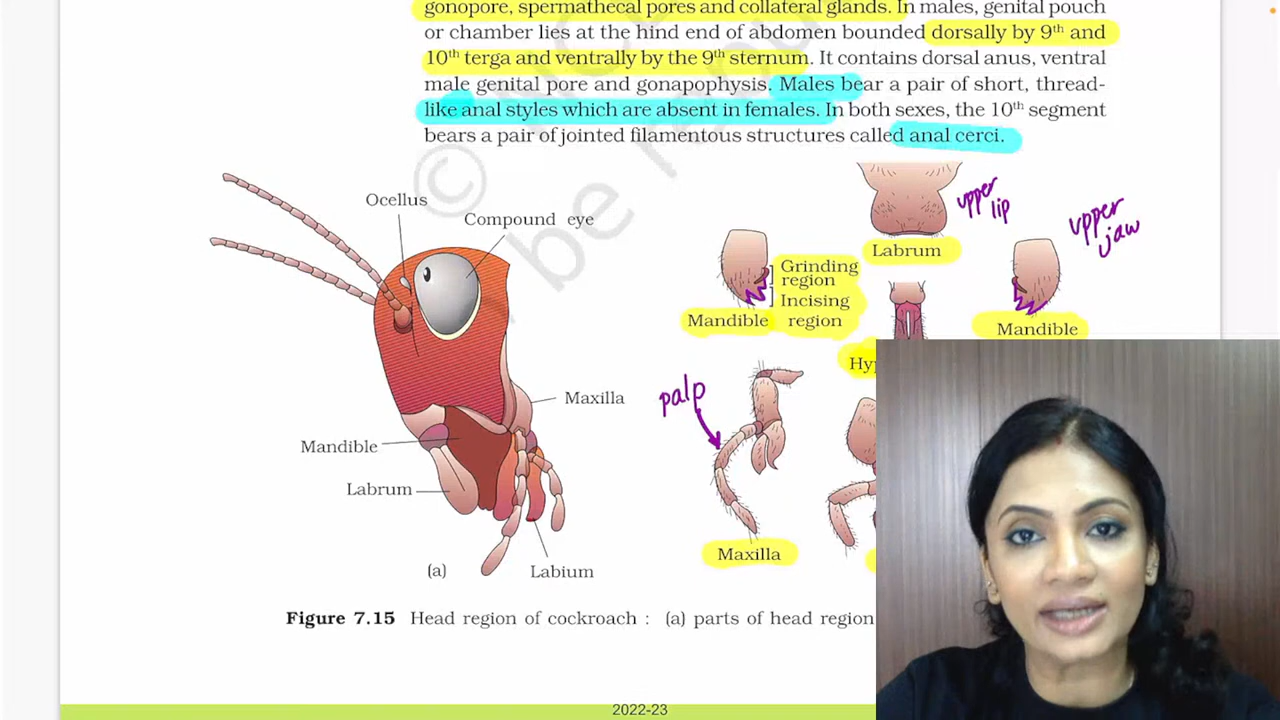 gonopore, spermathecal pores and collateral glands. In males, genital pouch
or chamber lies at the hind end of abdomen bounded dorsally by 9th and
10th terga and ventrally by the 9th sternum. It contains dorsal anus, ventral
male genital pore and gonapophysis. Males bear a pair of short, thread-
like anal styles which are absent in females. In both sexes, the 10th segment
bears a pair of jointed filamentous structures called anal cerci.
©
be
Ocellus
Compound eye
upper
lip
upper
jaw
Labrum
Grinding
region
Incising
region
Mandible
Mandible
Hyp
palp
Maxilla
Mandible
Labrum
Maxilla
(a)
Labium
Figure 7.15 Head region of cockroach : (a) parts of head region
2022-23